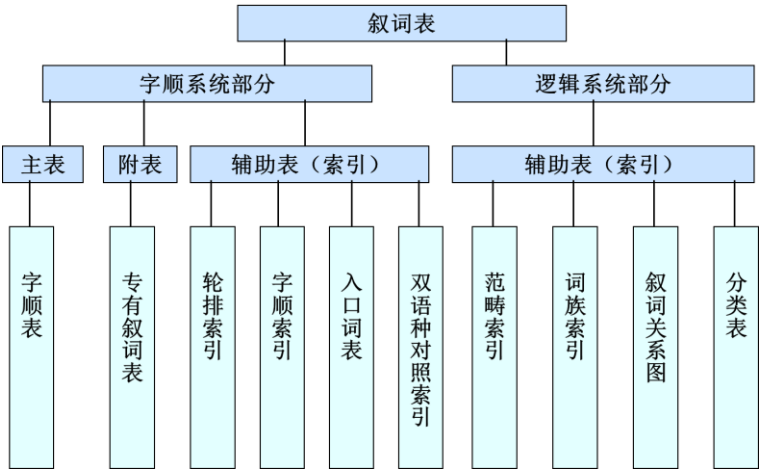 叙词表
字顺系统部分
逻辑系统部分
主表
附表
辅助表（索引）
辅助表（索引）
字顺表
专有叙词表
轮排索引
字顺索引
入口词表
双语种对照索引
范畴索引
词族索引
叙词关系图
分类表